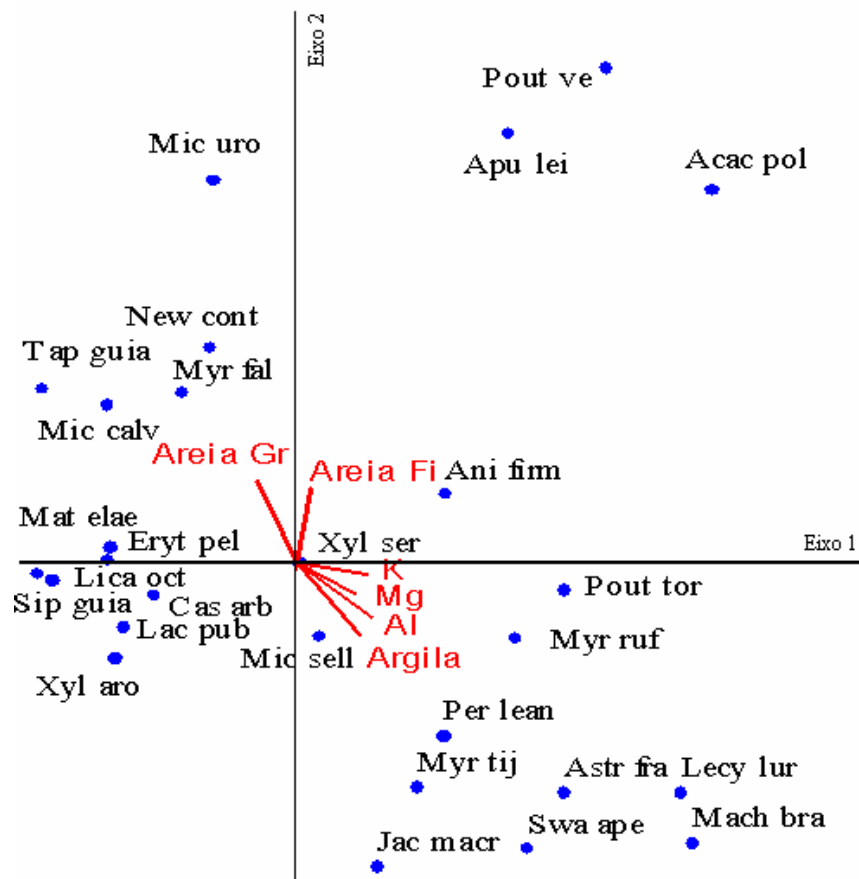 Eixo 2
Pout ve
Mic uro
Apu lei
Acac pol
New cont
Tap guia
Myr fal
Mic calv
Areia Gr
Areia Fi
Ani firm
Mat elae
Eryt pel
Xyl ser
Eixo 1
K
Lica oct
Sip guia
Cas arb
Mg
Pout tor
Lac pub
Al
Mic sell
Argila
Myr ruf
Xyl aro
Per lean
Myr tij
Astr fra
Lecy lur
Swa ape
Mach bra
Jac macr